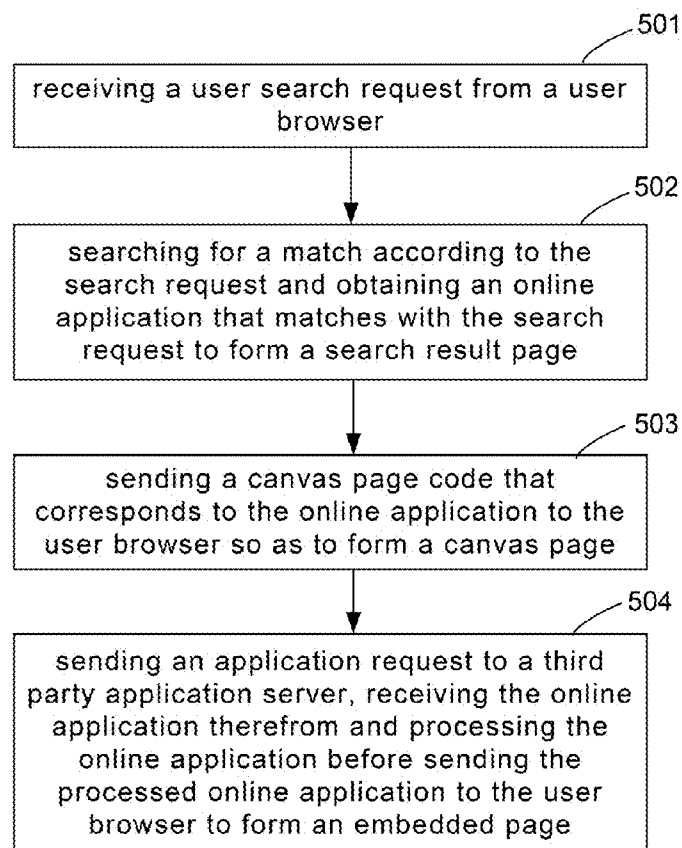 501
receiving a user search request from a user
browser
502
searching for a match according to the
search request and obtaining an online
application that matches with the search
request to form a search result page
503
sending a canvas page code that
corresponds to the online application to the
user browser so as to form a canvas page
504
sending an application request to a third
party application server, receiving the online
application therefrom and processing the
online application before sending the
processed online application to the user
browser to form an embedded page